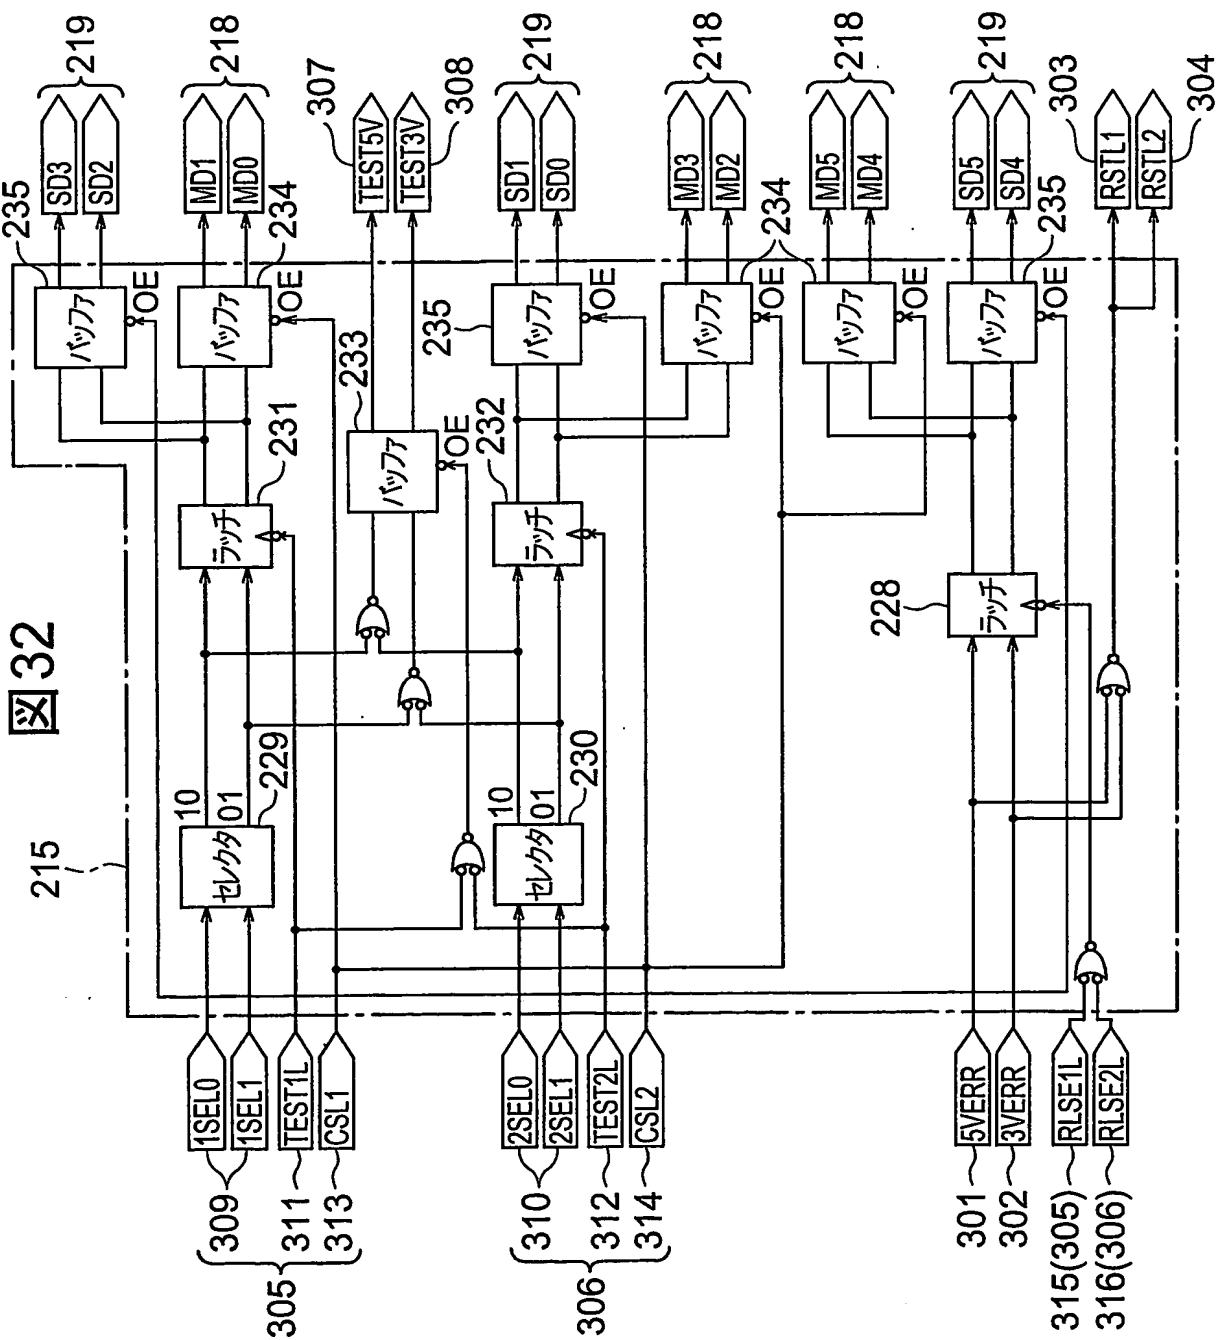 図32
215
305
309
1SEL0
1SEL1
311
TEST1L
313
CSL1
306
310
2SEL0
2SEL1
312
TEST2L
314
CSL2
301
5VERR
302
3VERR
315(305)
RLSE1L
316(306)
RLSE2L
セレクタ
10
01
229
セレクタ
10
01
230
ラッチ
231
ラッチ
232
ラッチ
228
バッファ
233
OE
バッファ
235
OE
バッファ
234
OE
バッファ
235
OE
バッファ
234
OE
バッファ
OE
バッファ
235
OE
SD3
SD2
219
MD1
MD0
218
307
TEST5V
TEST3V
308
SD1
SD0
219
MD3
MD2
218
MD5
MD4
218
SD5
SD4
219
303
RSTL1
RSTL2
304